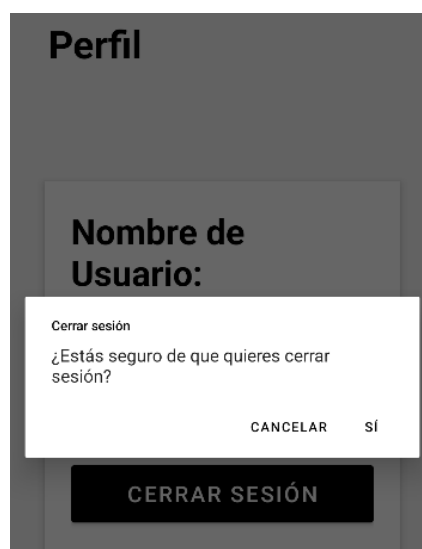 Perfil
Nombre de
Usuario:
Cerrar sesión
¿Estás seguro de que quieres cerrar
sesión?
CANCELAR SÍ
CERRAR SESIÓN